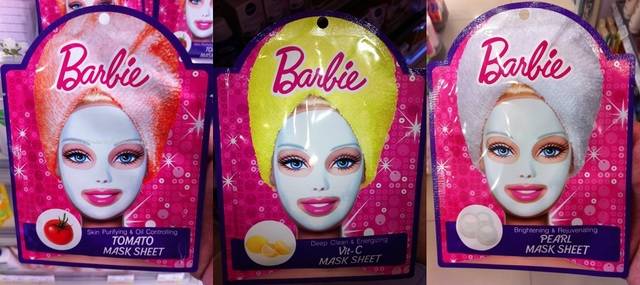 Barbie
Skin Purifying & Oil Controlling
TOMATO
MASK SHEET
Barbie
Deep Clean & Energizing
Vit-C
MASK SHEET
Barbie
Brightening & Rejuvenating
PEARL
MASK SHEET